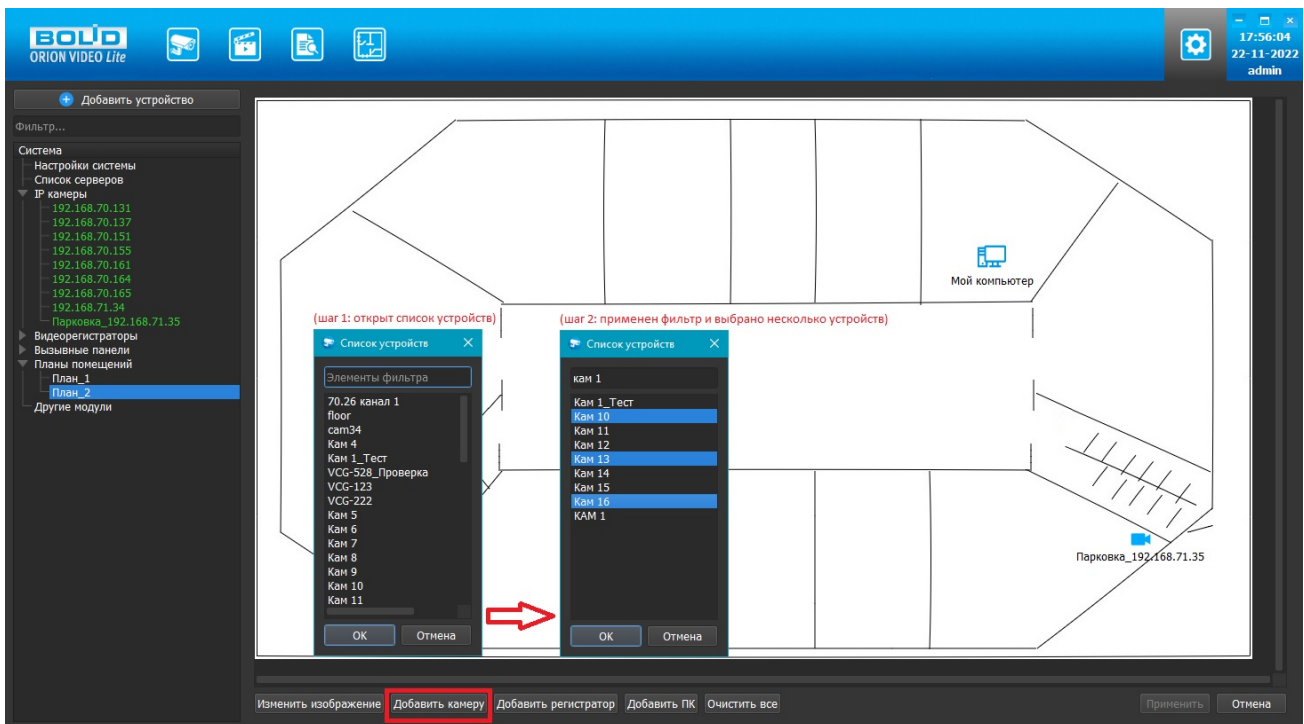 BOLID
ORION VIDEO Lite
17:56:04
22-11-2022
admin
Добавить устройство
Фильтр...
Система
Настройки системы
Список серверов
IP камеры
192.168.70.131
192.168.70.137
192.168.70.151
192.168.70.155
192.168.70.161
192.168.70.164
192.168.70.165
192.168.71.34
Парковка_192.168.71.35
Видеорегистраторы
Вызывные панели
Планы помещений
План_1
План_2
Другие модули
Мой компьютер
(шаг 1: открыт список устройств)
Список устройств
Элементы фильтра
70.26 канал 1
floor
cam34
Кам 4
Кам 1_Тест
VCG-528_Проверка
VCG-123
VCG-222
Кам 5
Кам 6
Кам 7
Кам 8
Кам 9
Кам 10
Кам 11
ОК
Отмена
(шаг 2: применен фильтр и выбрано несколько устройств)
Список устройств
кам 1
Кам 1_Тест
Кам 10
Кам 11
Кам 12
Кам 13
Кам 14
Кам 15
Кам 16
КАМ 1
ОК
Отмена
Парковка_192.168.71.35
Изменить изображение
Добавить камеру
Добавить регистратор
Добавить ПК
Очистить все
Применить
Отмена